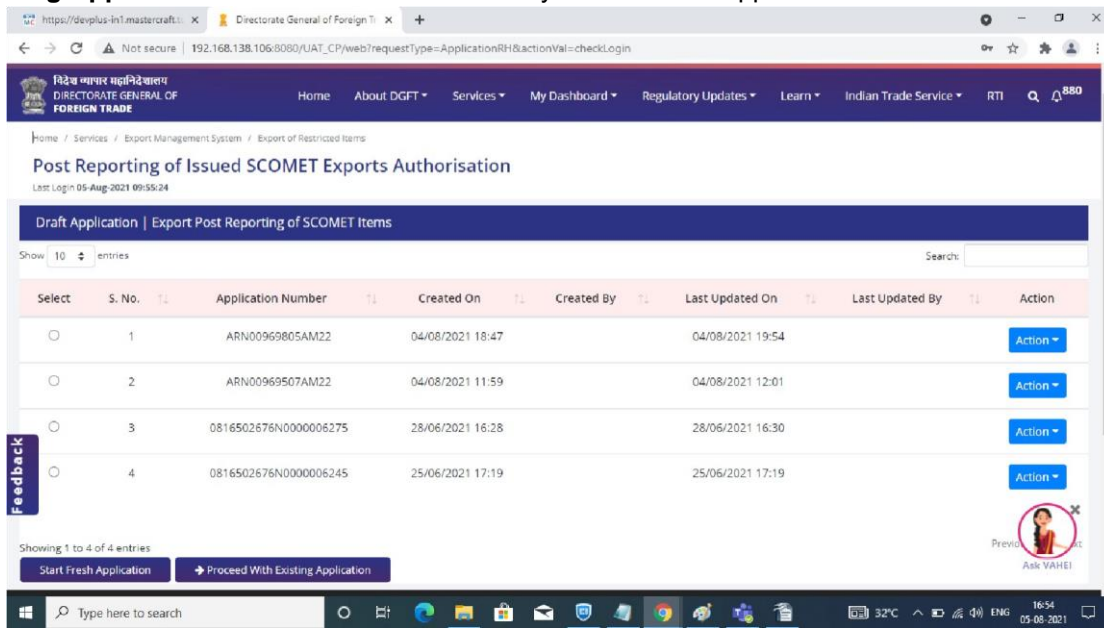 https://devplus-in1.mastercraft.t
Directorate General of Foreign Tr
Not secure | 192.168.138.106:8080/UAT_CP/web?requestType=ApplicationRH&actionVal=checkLogin
विदेश व्यापार महानिदेशालय
DIRECTORATE GENERAL OF
FOREIGN TRADE
Home About DGFT Services My Dashboard Regulatory Updates Learn Indian Trade Service RTI 880
Home / Services / Export Management System / Export of Restricted Items
Post Reporting of Issued SCOMET Exports Authorisation
Last Login 05-Aug-2021 09:55:24
Draft Application | Export Post Reporting of SCOMET Items
Show 10 entries Search:
Select S. No. Application Number Created On Created By Last Updated On Last Updated By Action
1 ARN00969805AM22 04/08/2021 18:47 04/08/2021 19:54 Action
2 ARN00969507AM22 04/08/2021 11:59 04/08/2021 12:01 Action
3 0816502676N0000006275 28/06/2021 16:28 28/06/2021 16:30 Action
4 0816502676N0000006245 25/06/2021 17:19 25/06/2021 17:19 Action
Feedback
Showing 1 to 4 of 4 entries
Start Fresh Application Proceed With Existing Application
Ask VAHEI
Type here to search 32°C ENG 16:54
05-08-2021